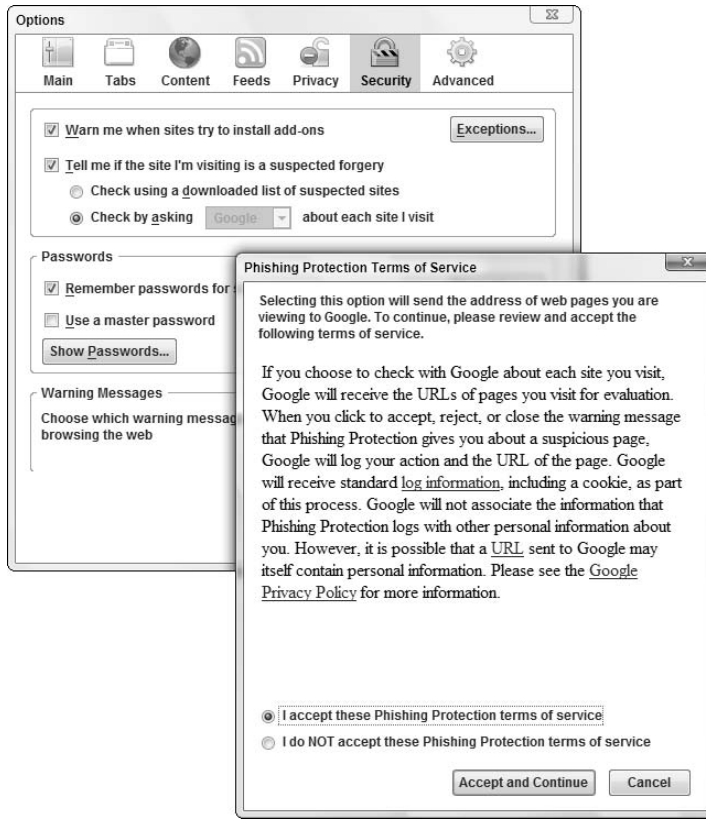 Options
Main Tabs Content Feeds Privacy Security Advanced
Warn me when sites try to install add-ons Exceptions...
Tell me if the site I'm visiting is a suspected forgery
Check using a downloaded list of suspected sites
Check by asking Google about each site I visit
Passwords
Remember passwords for
Use a master password
Show Passwords...
Warning Messages
Choose which warning messag
browsing the web
Phishing Protection Terms of Service
Selecting this option will send the address of web pages you are
viewing to Google. To continue, please review and accept the
following terms of service.
If you choose to check with Google about each site you visit,
Google will receive the URLs of pages you visit for evaluation.
When you click to accept, reject, or close the warning message
that Phishing Protection gives you about a suspicious page,
Google will log your action and the URL of the page. Google
will receive standard log information, including a cookie, as part
of this process. Google will not associate the information that
Phishing Protection logs with other personal information about
you. However, it is possible that a URL sent to Google may
itself contain personal information. Please see the Google
Privacy Policy for more information.
I accept these Phishing Protection terms of service
I do NOT accept these Phishing Protection terms of service
Accept and Continue Cancel